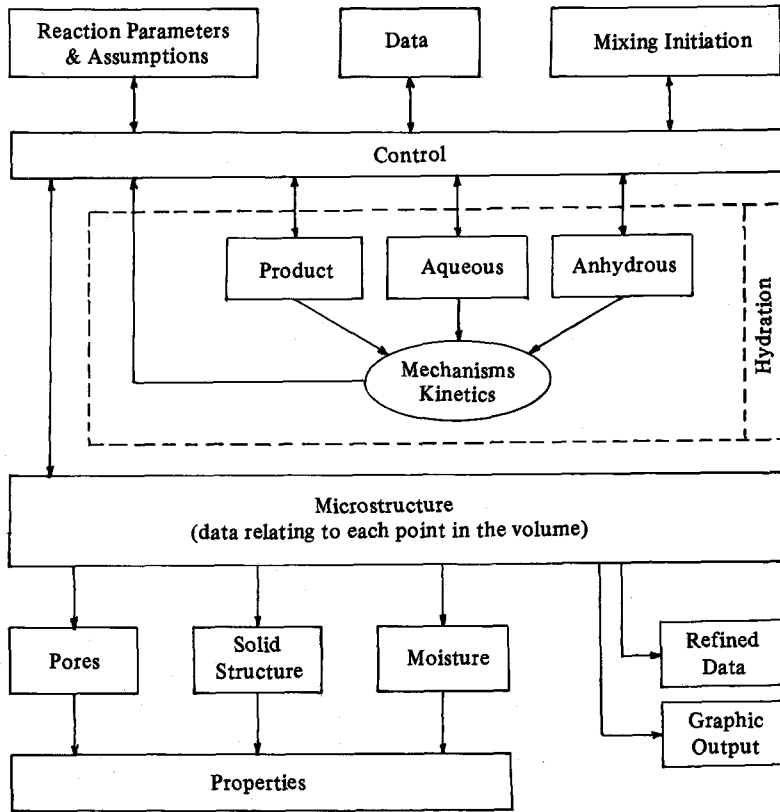 Reaction Parameters
& Assumptions
Data
Mixing Initiation
Control
Product
Aqueous
Anhydrous
Mechanisms
Kinetics
Hydration
Microstructure
(data relating to each point in the volume)
Pores
Solid
Structure
Moisture
Refined
Data
Graphic
Output
Properties